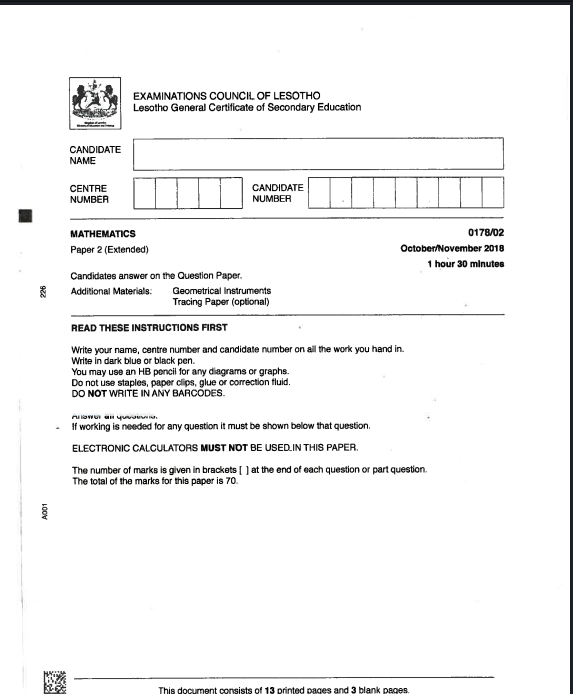 EXAMINATIONS COUNCIL OF LESOTHO
Lesotho General Certificate of Secondary Education
CANDIDATE
NAME
CENTRE
NUMBER
CANDIDATE
NUMBER
MATHEMATICS
0178/02
Paper 2 (Extended)
October/November 2018
1 hour 30 minutes
Candidates answer on the Question Paper.
Additional Materials:
Geometrical Instruments
Tracing Paper (optional)
226
READ THESE INSTRUCTIONS FIRST
Write your name, centre number and candidate number on all the work you hand in.
Write in dark blue or black pen.
You may use an HB pencil for any diagrams or graphs.
Do not use staples, paper clips, glue or correction fluid.
DO NOT WRITE IN ANY BARCODES.
Answer all questions.
If working is needed for any question it must be shown below that question.
ELECTRONIC CALCULATORS MUST NOT BE USED.IN THIS PAPER.
The number of marks is given in brackets [ ] at the end of each question or part question.
The total of the marks for this paper is 70.
A001
This document consists of 13 printed pages and 3 blank pages.